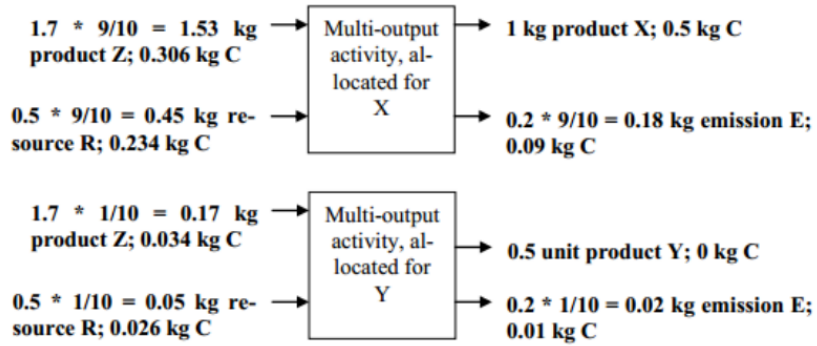 1.7 * 9/10 = 1.53 kg
product Z; 0.306 kg C
0.5 * 9/10 = 0.45 kg re-
source R; 0.234 kg C
Multi-output
activity, al-
located for
X
1 kg product X; 0.5 kg C
0.2 * 9/10 = 0.18 kg emission E;
0.09 kg C
1.7 * 1/10 = 0.17 kg
product Z; 0.034 kg C
0.5 * 1/10 = 0.05 kg re-
source R; 0.026 kg C
Multi-output
activity, al-
located for
Y
0.5 unit product Y; 0 kg C
0.2 * 1/10 = 0.02 kg emission E;
0.01 kg C